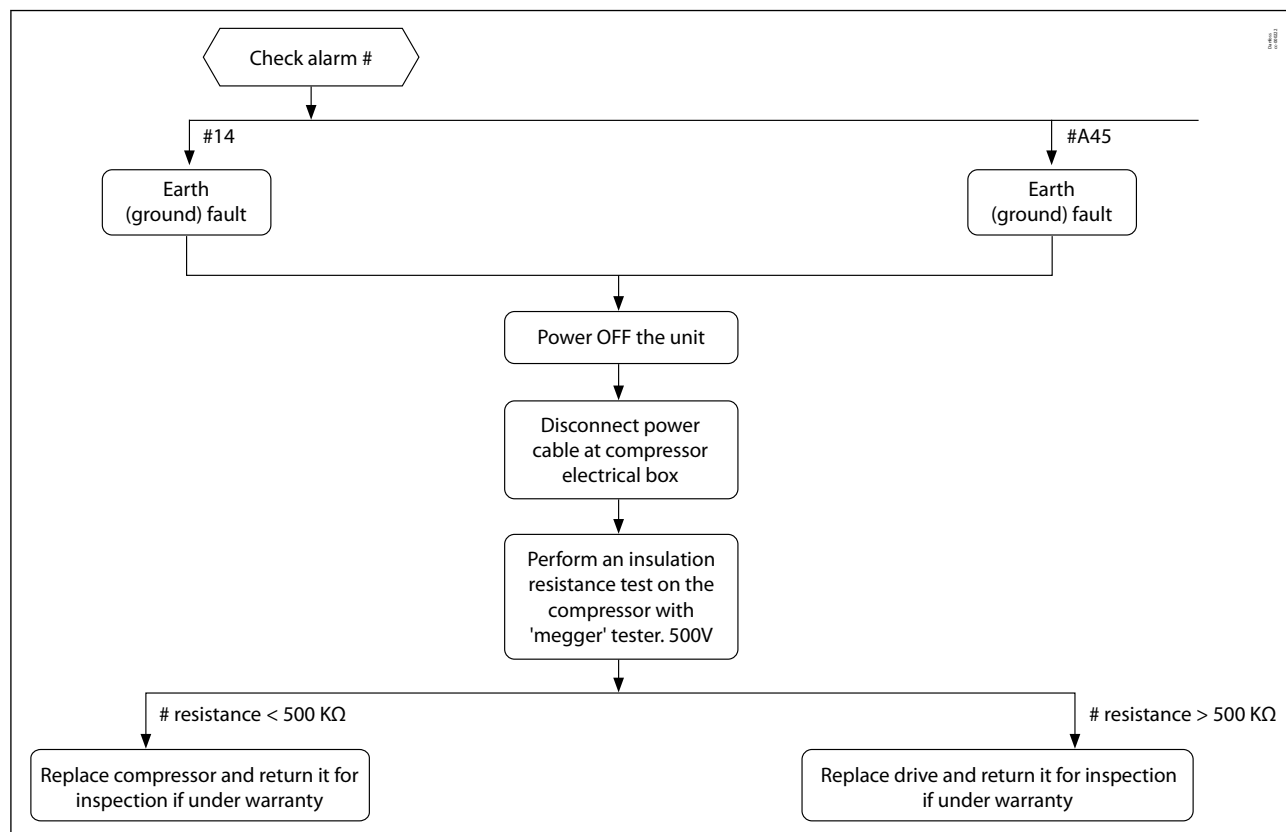 Check alarm #
#14
#A45
Earth
(ground) fault
Earth
(ground) fault
Power OFF the unit
Disconnect power
cable at compressor
electrical box
Perform an insulation
resistance test on the
compressor with
'megger' tester. 500V
# resistance < 500 KΩ
# resistance > 500 KΩ
Replace compressor and return it for
inspection if under warranty
Replace drive and return it for inspection
if under warranty
Danfoss